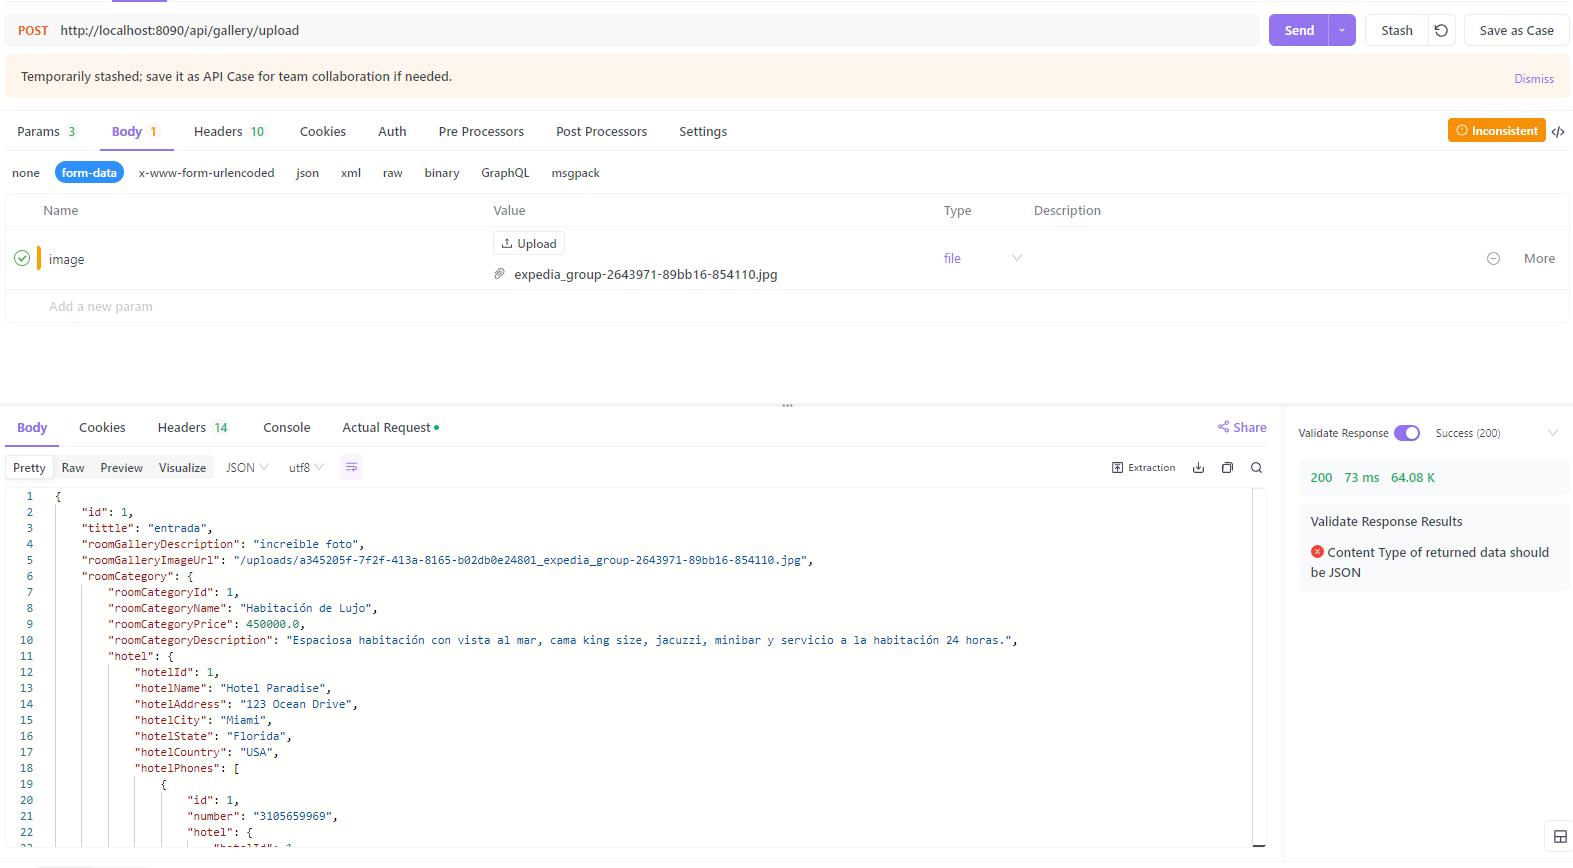 POST http://localhost:8090/api/gallery/upload Send Stash Save as Case
Temporarily stashed; save it as API Case for team collaboration if needed. Dismiss
Params 3 Body 1 Headers 10 Cookies Auth Pre Processors Post Processors Settings Inconsistent </>
none form-data x-www-form-urlencoded json xml raw binary GraphQL msgpack
Name Value Type Description
Upload
image file More
expedia_group-2643971-89bb16-854110.jpg
Add a new param
Body Cookies Headers 14 Console Actual Request Share
Pretty Raw Preview Visualize JSON utf8 Extraction
1 {
2 "id": 1,
3 "tittle": "entrada",
4 "roomGalleryDescription": "increible foto",
5 "roomGalleryImageUrl": "/uploads/a345205f-7f2f-413a-8165-b02db0e24801_expedia_group-2643971-89bb16-854110.jpg",
6 "roomCategory": {
7 "roomCategoryId": 1,
8 "roomCategoryName": "Habitación de Lujo",
9 "roomCategoryPrice": 450000.0,
10 "roomCategoryDescription": "Espaciosa habitación con vista al mar, cama king size, jacuzzi, minibar y servicio a la habitación 24 horas.",
11 "hotel": {
12 "hotelId": 1,
13 "hotelName": "Hotel Paradise",
14 "hotelAddress": "123 Ocean Drive",
15 "hotelCity": "Miami",
16 "hotelState": "Florida",
17 "hotelCountry": "USA",
18 "hotelPhones": [
19 {
20 "id": 1,
21 "number": "3105659969",
22 "hotel": {
23 "hotelId": 1
Validate Response Success (200)
200 73 ms 64.08 K
Validate Response Results
Content Type of returned data should
be JSON